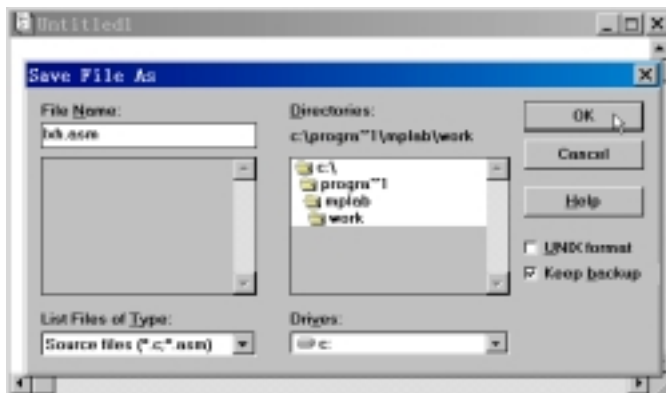 Untitled1
Save File As
File Name:
lxh.asm
Directories:
c:\progra~1\mplab\work
c:\
progra~1
mplab
work
OK
Cancel
Help
UNIX format
Keep backup
List Files of Type:
Source files (*.c;*.asm)
Drives:
c: